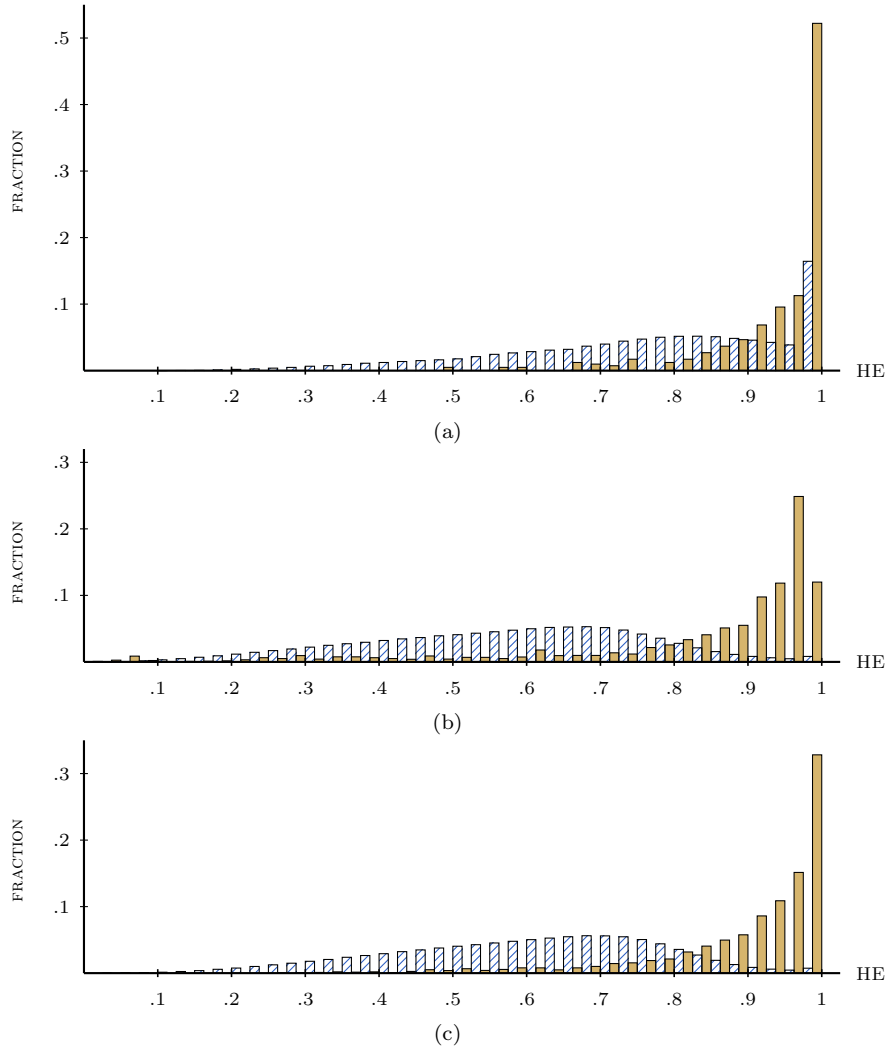 .5
.4
.3
.2
.1
FRACTION
.1 .2 .3 .4 .5 .6 .7 .8 .9 1 HE
(a)
.3
.2
.1
FRACTION
.1 .2 .3 .4 .5 .6 .7 .8 .9 1 HE
(b)
.3
.2
.1
FRACTION
.1 .2 .3 .4 .5 .6 .7 .8 .9 1 HE
(c)